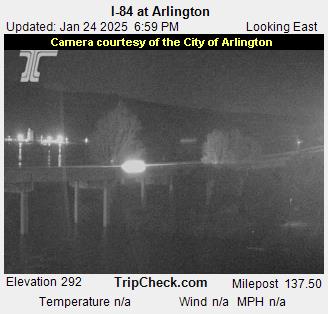 I-84 at Arlington
Updated: Jan 24 2025 6:59 PM Looking East
Camera courtesy of the City of Arlington
Elevation 292 TripCheck.com Milepost 137.50
Temperature n/a Wind n/a MPH n/a